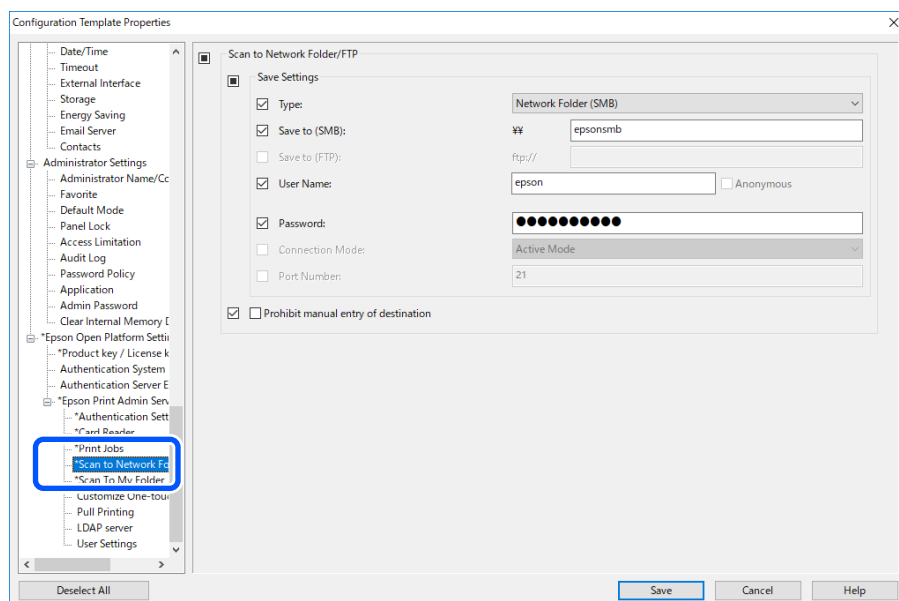 Configuration Template Properties
Date/Time
Timeout
External Interface
Storage
Energy Saving
Email Server
Contacts
Administrator Settings
Administrator Name/Cc
Favorite
Default Mode
Panel Lock
Access Limitation
Audit Log
Password Policy
Application
Admin Password
Clear Internal Memory D
*Epson Open Platform Settin
*Product key / License k
Authentication System
Authentication Server E
*Epson Print Admin Serv
*Authentication Sett
*Card Reader
*Print Jobs
*Scan to Network Fo
*Scan To My Folder
Customize One-touc
Pull Printing
LDAP server
User Settings
Scan to Network Folder/FTP
Save Settings
Type: Network Folder (SMB)
Save to (SMB): ¥¥ epsonsmb
Save to (FTP): ftp://
User Name: epson Anonymous
Password: ●●●●●●●●●●
Connection Mode: Active Mode
Port Number: 21
Prohibit manual entry of destination
Deselect All Save Cancel Help